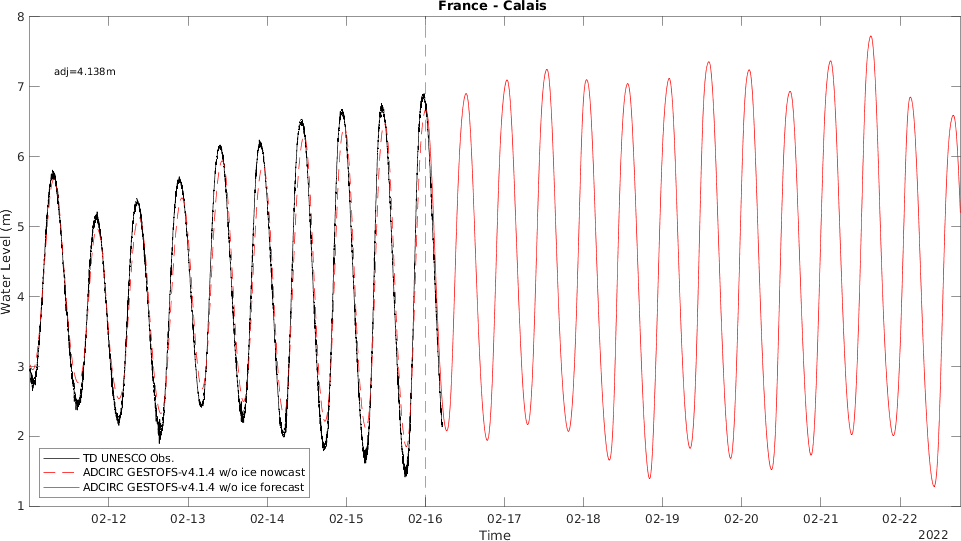 France - Calais
adj=4.138m
8
7
6
5
4
3
2
1
Water Level (m)
TD UNESCO Obs.
ADCIRC GESTOFS-v4.1.4 w/o ice nowcast
ADCIRC GESTOFS-v4.1.4 w/o ice forecast
02-12 02-13 02-14 02-15 02-16 02-17 02-18 02-19 02-20 02-21 02-22
Time
2022